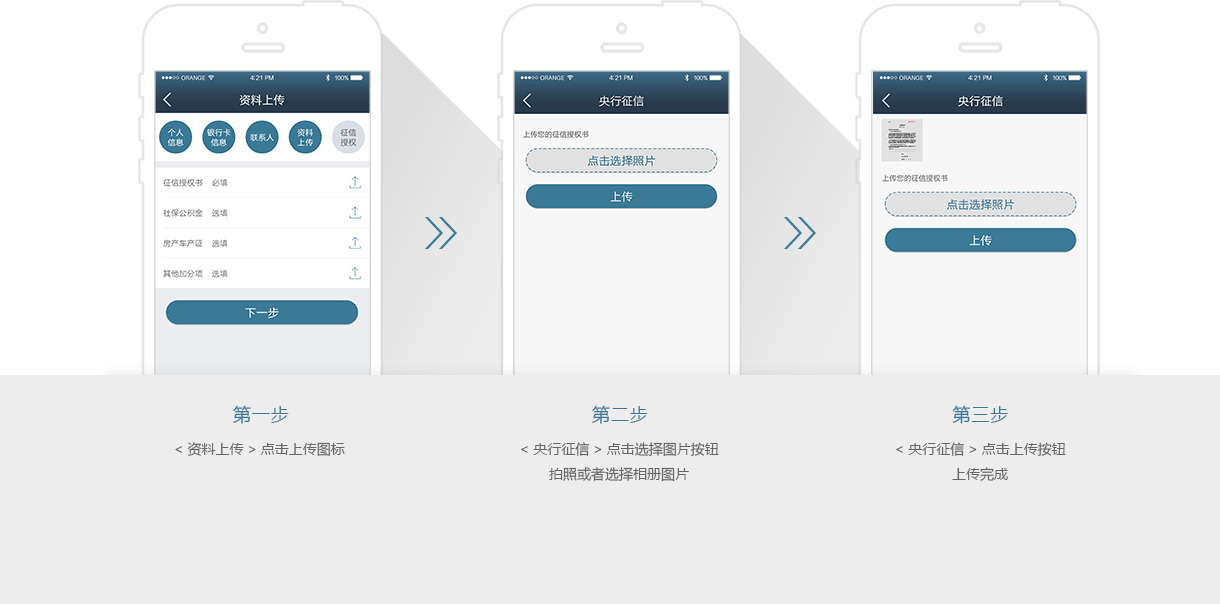 ORANGE 4:21 PM 100%
资料上传
个人
信息
银行卡
信息
联系人
资料
上传
征信
授权
征信授权书 必填
社保公积金 选填
房产车产证 选填
其他加分项 选填
下一步
ORANGE 4:21 PM 100%
央行征信
上传您的征信授权书
点击选择照片
上传
ORANGE 4:21 PM 100%
央行征信
上传您的征信授权书
点击选择照片
上传
第一步
< 资料上传 > 点击上传图标
第二步
< 央行征信 > 点击选择图片按钮
拍照或者选择相册图片
第三步
< 央行征信 > 点击上传按钮
上传完成